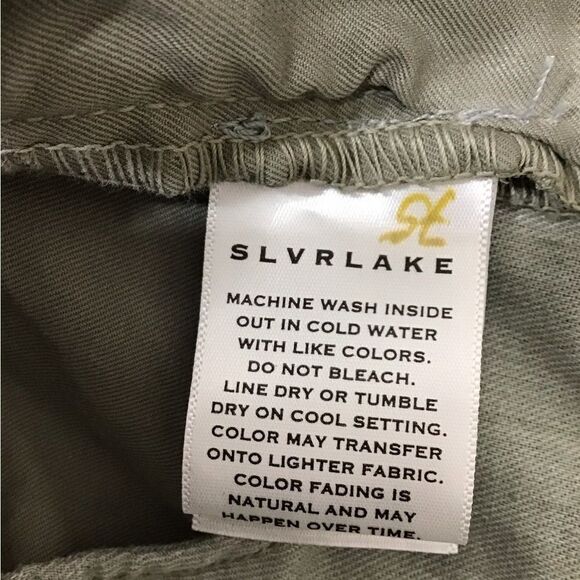 St
SLVRLAKE
MACHINE WASH INSIDE
OUT IN COLD WATER
WITH LIKE COLORS.
DO NOT BLEACH.
LINE DRY OR TUMBLE
DRY ON COOL SETTING.
COLOR MAY TRANSFER
ONTO LIGHTER FABRIC.
COLOR FADING IS
NATURAL AND MAY
HAPPEN OVER TIME.